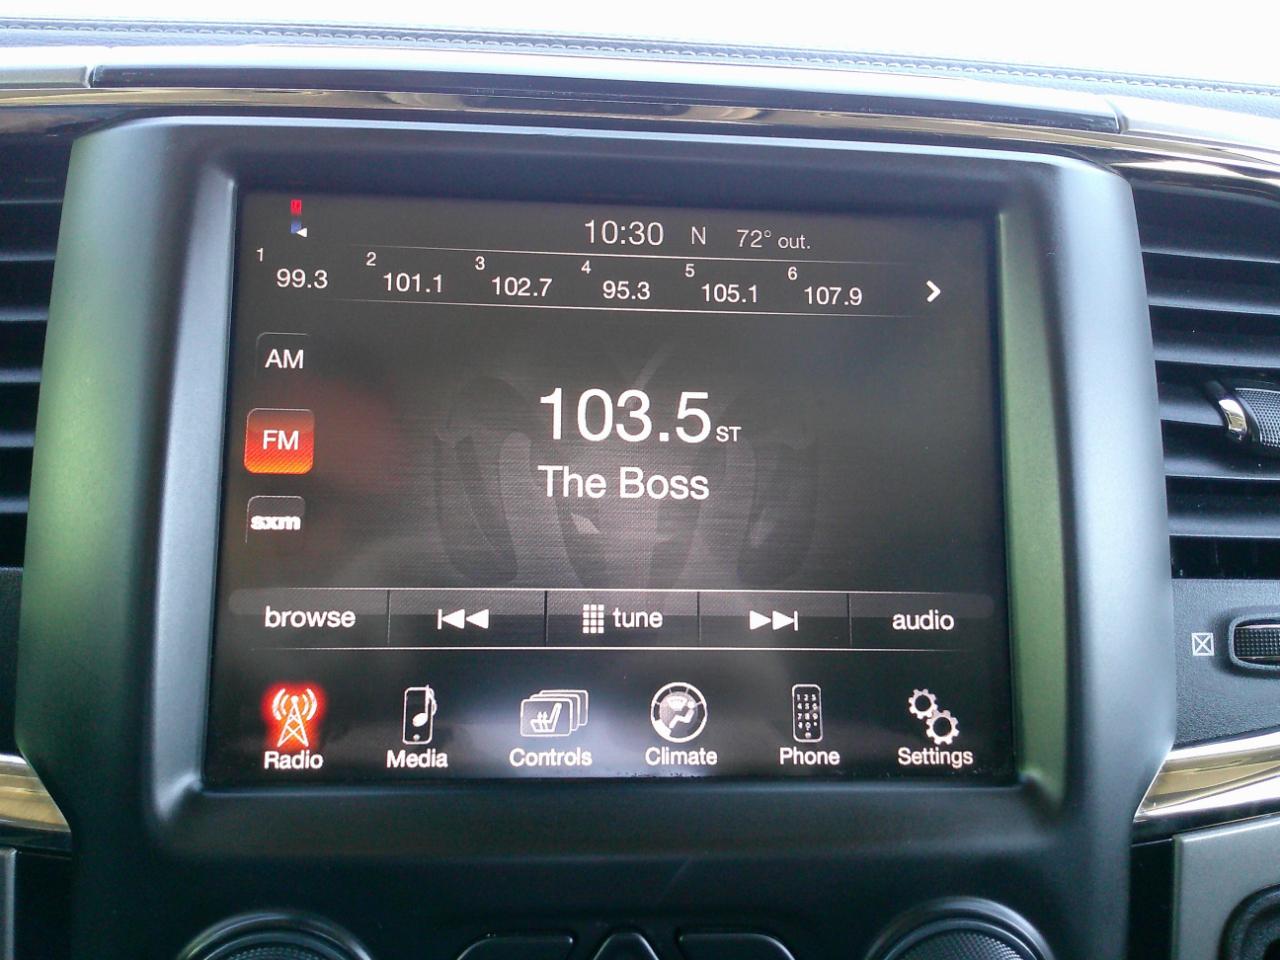 10:30 N 72° out.
1 99.3 2 101.1 3 102.7 4 95.3 5 105.1 6 107.9
AM
103.5 ST
FM
The Boss
sxm
browse tune audio
Radio Media Controls Climate Phone Settings